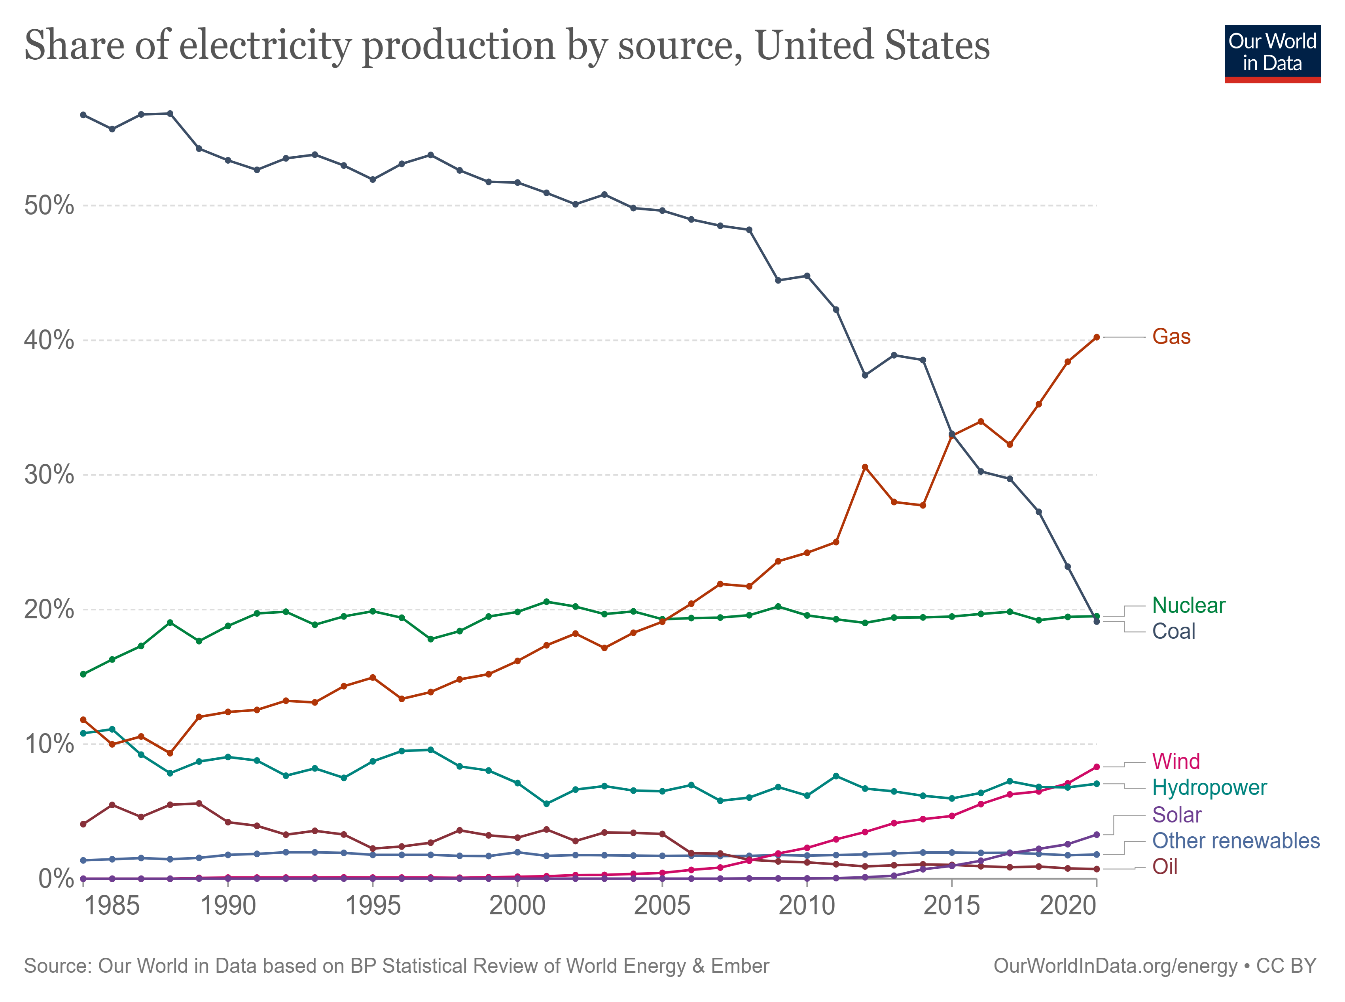 Share of electricity production by source, United States
Our World
in Data
50%
40%
30%
20%
10%
0%
Gas
Nuclear
Coal
Wind
Hydropower
Solar
Other renewables
Oil
1985 1990 1995 2000 2005 2010 2015 2020
Source: Our World in Data based on BP Statistical Review of World Energy & Ember
OurWorldInData.org/energy • CC BY